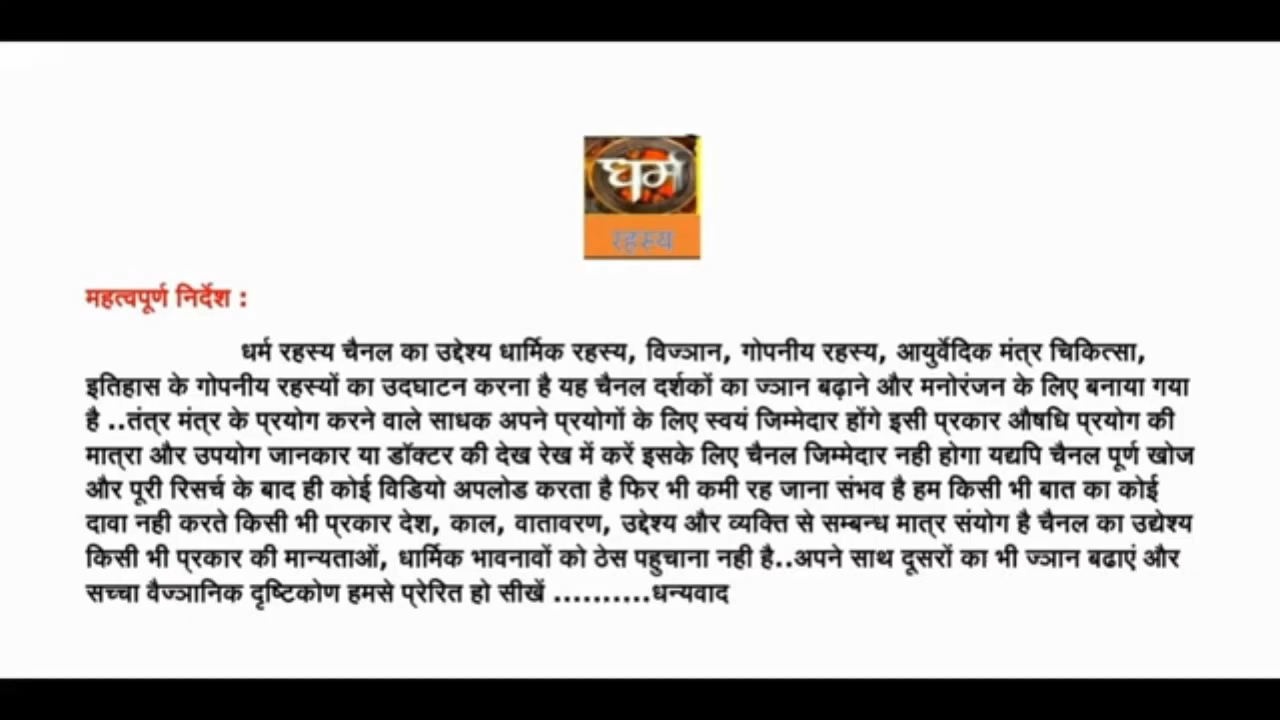 धर्म
रहस्य
महत्वपूर्ण निर्देश :
धर्म रहस्य चैनल का उद्देश्य धार्मिक रहस्य, विज्ञान, गोपनीय रहस्य, आयुर्वेदिक मंत्र चिकित्सा,
इतिहास के गोपनीय रहस्यों का उदघाटन करना है यह चैनल दर्शकों का ज्ञान बढ़ाने और मनोरंजन के लिए बनाया गया
है ..तंत्र मंत्र के प्रयोग करने वाले साधक अपने प्रयोगों के लिए स्वयं जिम्मेदार होंगे इसी प्रकार औषधि प्रयोग की
मात्रा और उपयोग जानकार या डॉक्टर की देख रेख में करें इसके लिए चैनल जिम्मेदार नही होगा यद्यपि चैनल पूर्ण खोज
और पूरी रिसर्च के बाद ही कोई विडियो अपलोड करता है फिर भी कमी रह जाना संभव है हम किसी भी बात का कोई
दावा नही करते किसी भी प्रकार देश, काल, वातावरण, उद्देश्य और व्यक्ति से सम्बन्ध मात्र संयोग है चैनल का उद्येश्य
किसी भी प्रकार की मान्यताओं, धार्मिक भावनावों को ठेस पहुचाना नही है..अपने साथ दूसरों का भी ज्ञान बढाएं और
सच्चा वैज्ञानिक दृष्टिकोण हमसे प्रेरित हो सीखें ..........धन्यवाद